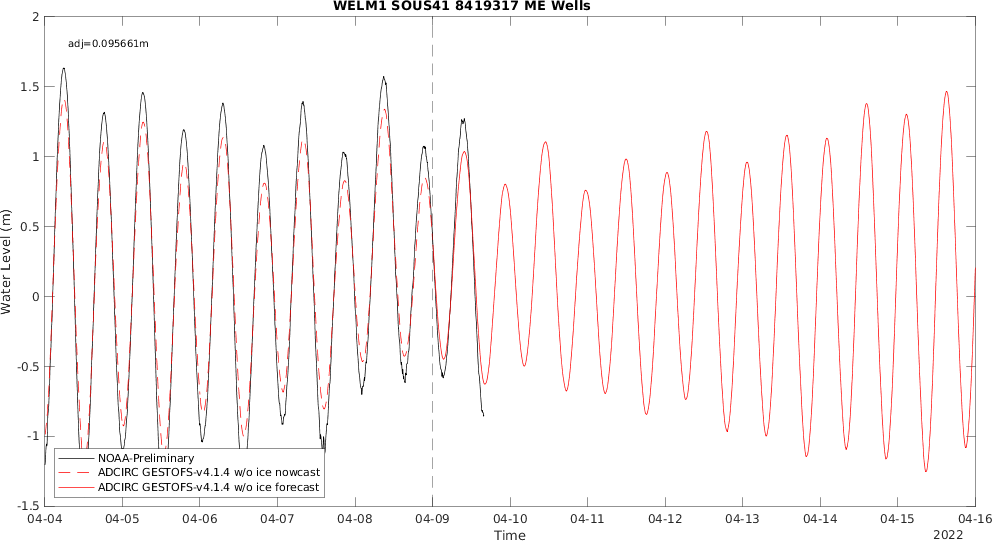 WELM1 SOUS41 8419317 ME Wells
adj=0.095661m
2
1.5
1
0.5
0
-0.5
-1
-1.5
Water Level (m)
NOAA-Preliminary
ADCIRC GESTOFS-v4.1.4 w/o ice nowcast
ADCIRC GESTOFS-v4.1.4 w/o ice forecast
04-04 04-05 04-06 04-07 04-08 04-09 04-10 04-11 04-12 04-13 04-14 04-15 04-16
Time
2022